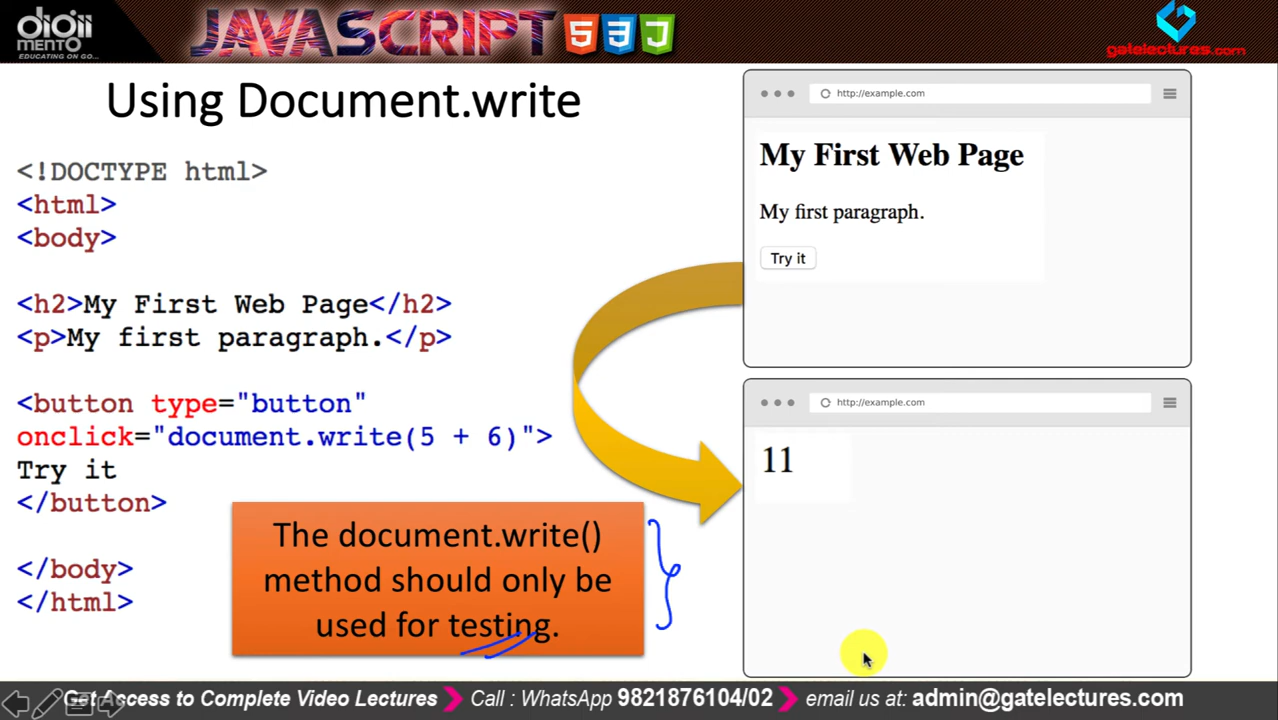 didii
MENTO
EDUCATING ON GO...
JAVASCRIPT
gatelectures.com
Using Document.write
<!DOCTYPE html>
<html>
<body>
<h2>My First Web Page</h2>
<p>My first paragraph.</p>
<button type="button"
onclick="document.write(5 + 6)">
Try it
</button>
</body>
</html>
The document.write()
method should only be
used for testing.
http://example.com
My First Web Page
My first paragraph.
Try it
http://example.com
11
Get Access to Complete Video Lectures
Call : WhatsApp 9821876104/02
email us at: admin@gatelectures.com